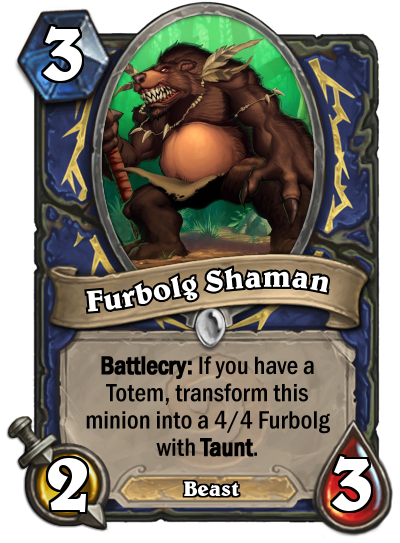 3
Furbolg Shaman
Battlecry: If you have a
Totem, transform this
minion into a 4/4 Furbolg
with Taunt.
2
Beast
3